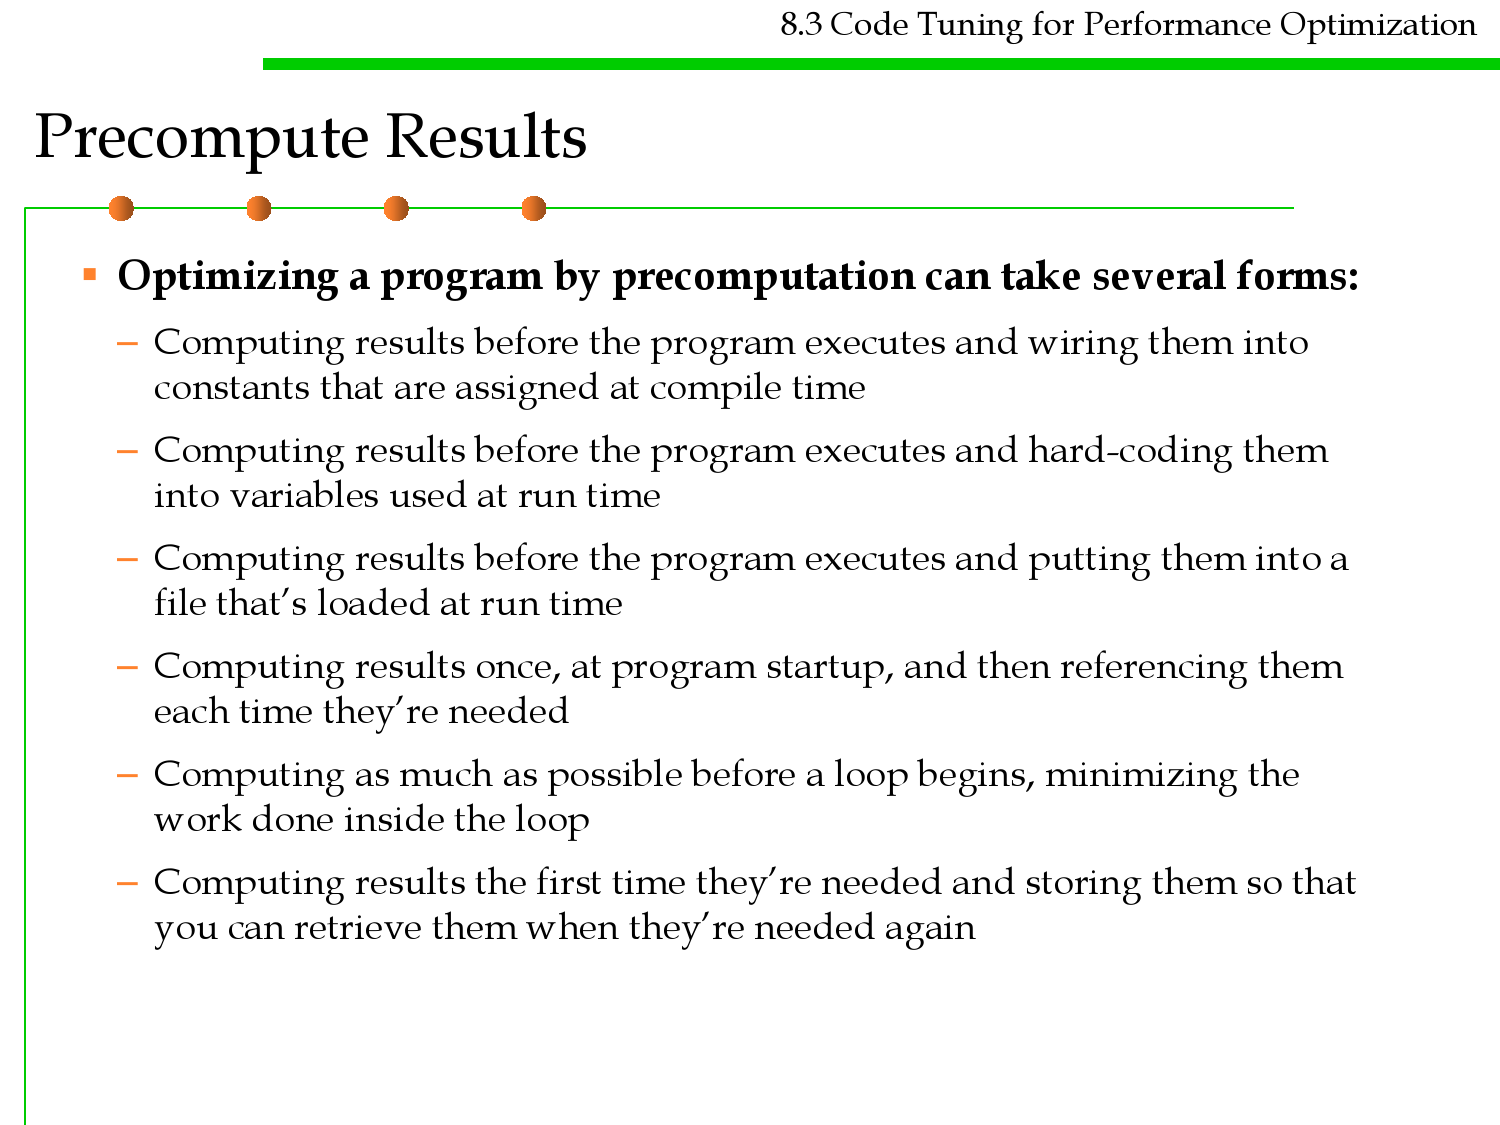 8.3 Code Tuning for Performance Optimization
Precompute Results
▪ Optimizing a program by precomputation can take several forms:
– Computing results before the program executes and wiring them into
constants that are assigned at compile time
– Computing results before the program executes and hard-coding them
into variables used at run time
– Computing results before the program executes and putting them into a
file that’s loaded at run time
– Computing results once, at program startup, and then referencing them
each time they’re needed
– Computing as much as possible before a loop begins, minimizing the
work done inside the loop
– Computing results the first time they’re needed and storing them so that
you can retrieve them when they’re needed again